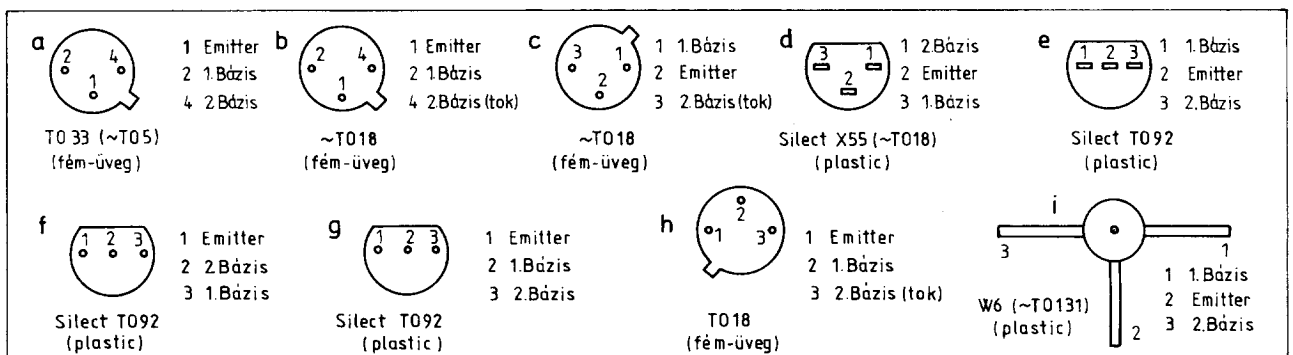 a
2 4
1
1 Emitter
2 1.Bázis
4 2.Bázis
TO 33 (~TO5)
(fém-üveg)
b
2 4
1
1 Emitter
2 1.Bázis
4 2.Bázis(tok)
~TO18
(fém-üveg)
c
3 1
2
1 1.Bázis
2 Emitter
3 2.Bázis(tok)
~TO18
(fém-üveg)
d
3 1
2
1 2.Bázis
2 Emitter
3 1.Bázis
Silect X55 (~TO18)
(plastic)
e
1 2 3
1 1.Bázis
2 Emitter
3 2.Bázis
Silect TO92
(plastic)
f
1 2 3
1 Emitter
2 2.Bázis
3 1.Bázis
Silect TO92
(plastic)
g
1 2 3
1 Emitter
2 1.Bázis
3 2.Bázis
Silect TO92
(plastic)
h
2
1 3
1 Emitter
2 1.Bázis
3 2.Bázis(tok)
TO18
(fém-üveg)
i
3 1
2
1 1.Bázis
2 Emitter
3 2.Bázis
W6 (~TO131)
(plastic)